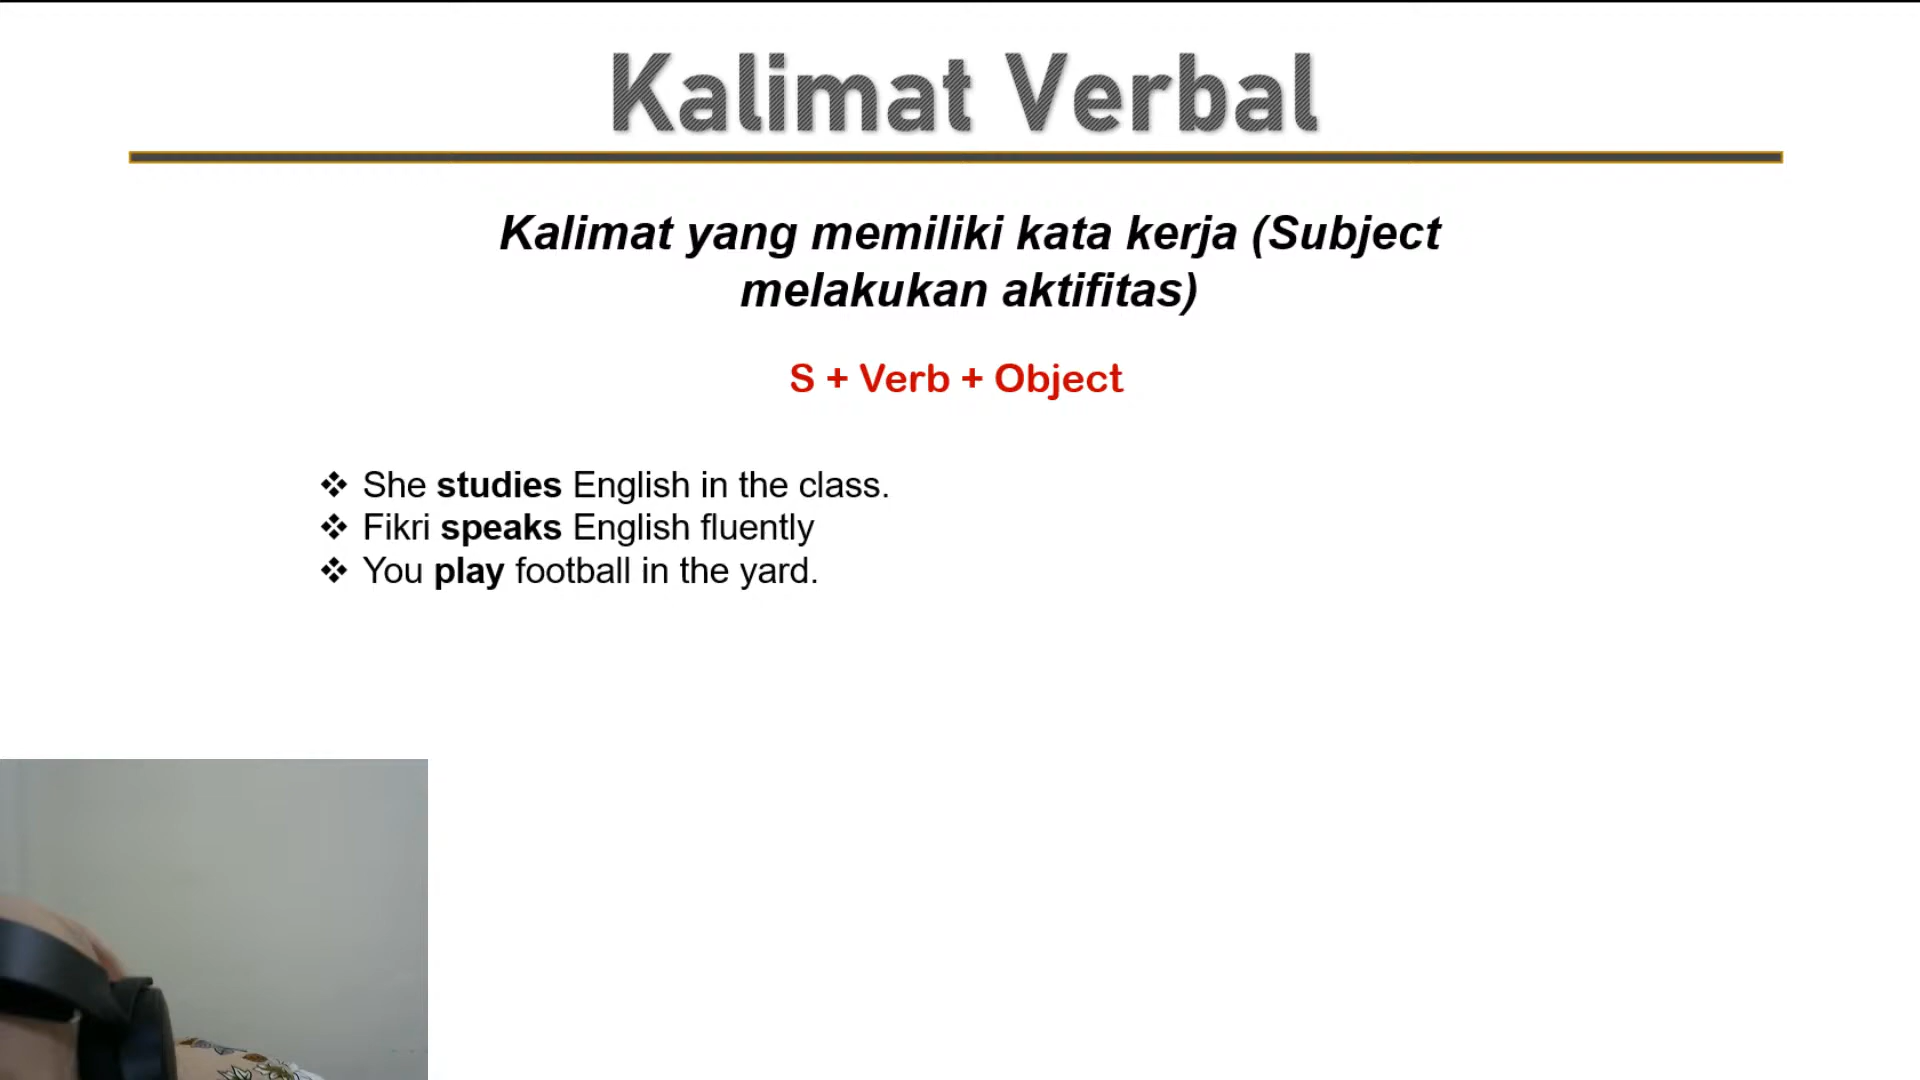 Kalimat Verbal
Kalimat yang memiliki kata kerja (Subject
melakukan aktifitas)
S + Verb + Object
❖ She studies English in the class.
❖ Fikri speaks English fluently
❖ You play football in the yard.